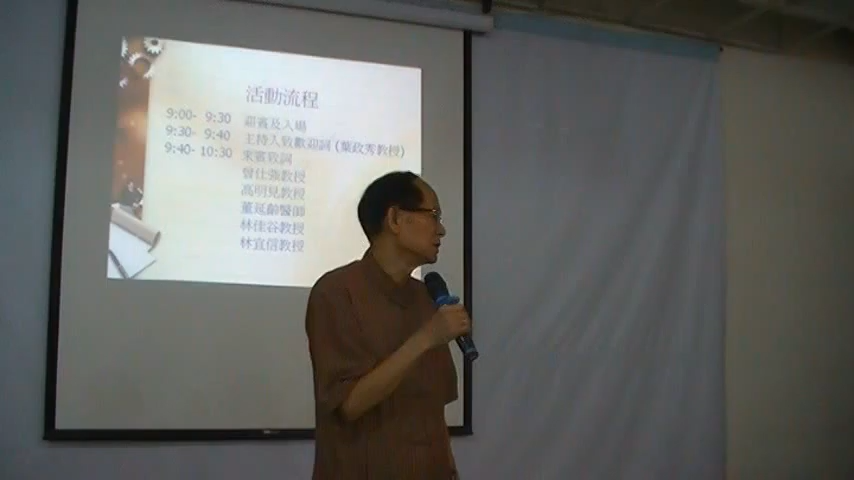 活動流程
9:00- 9:30 迎賓及入場
9:30- 9:40 主持人致歡迎詞 (葉政秀教授)
9:40- 10:30 來賓致詞
曾仕強教授
高明見教授
董延齡醫師
林佳谷教授
林宜信教授